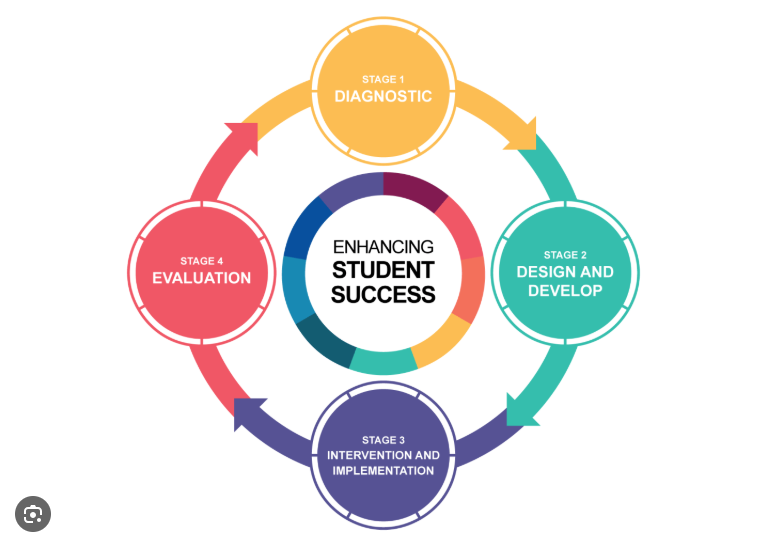 STAGE 1
DIAGNOSTIC
ENHANCING
STUDENT
SUCCESS
STAGE 2
DESIGN AND
DEVELOP
STAGE 3
INTERVENTION AND
IMPLEMENTATION
STAGE 4
EVALUATION